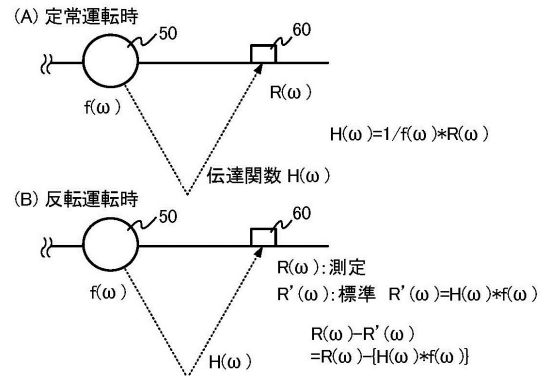 (A) 定常運転時
50
60
f(ω)
R(ω)
H(ω)=1/f(ω)*R(ω)
伝達関数 H(ω)
(B) 反転運転時
50
60
f(ω)
R(ω):測定
R'(ω):標準 R'(ω)=H(ω)*f(ω)
H(ω)
R(ω)-R'(ω)
=R(ω)-{H(ω)*f(ω)}